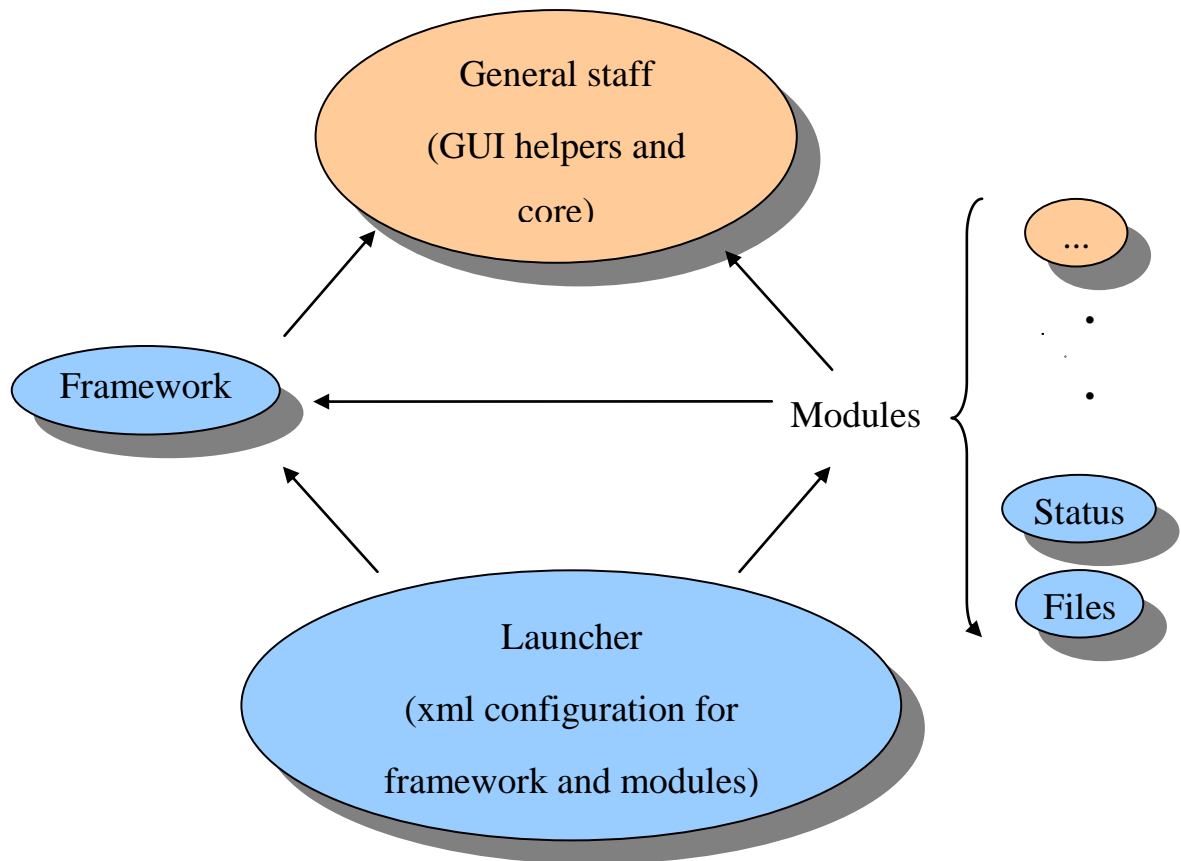 General staff
(GUI helpers and
core)
...
Framework
Modules
Status
Files
Launcher
(xml configuration for
framework and modules)